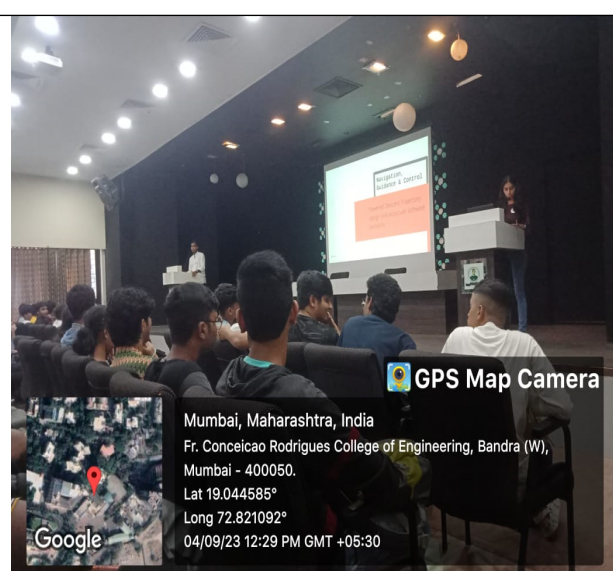 Navigation,
Guidance & Control
GPS Map Camera
Mumbai, Maharashtra, India
Fr. Conceicao Rodrigues College of Engineering, Bandra (W),
Mumbai - 400050.
Lat 19.044585°
Long 72.821092°
04/09/23 12:29 PM GMT +05:30
Google